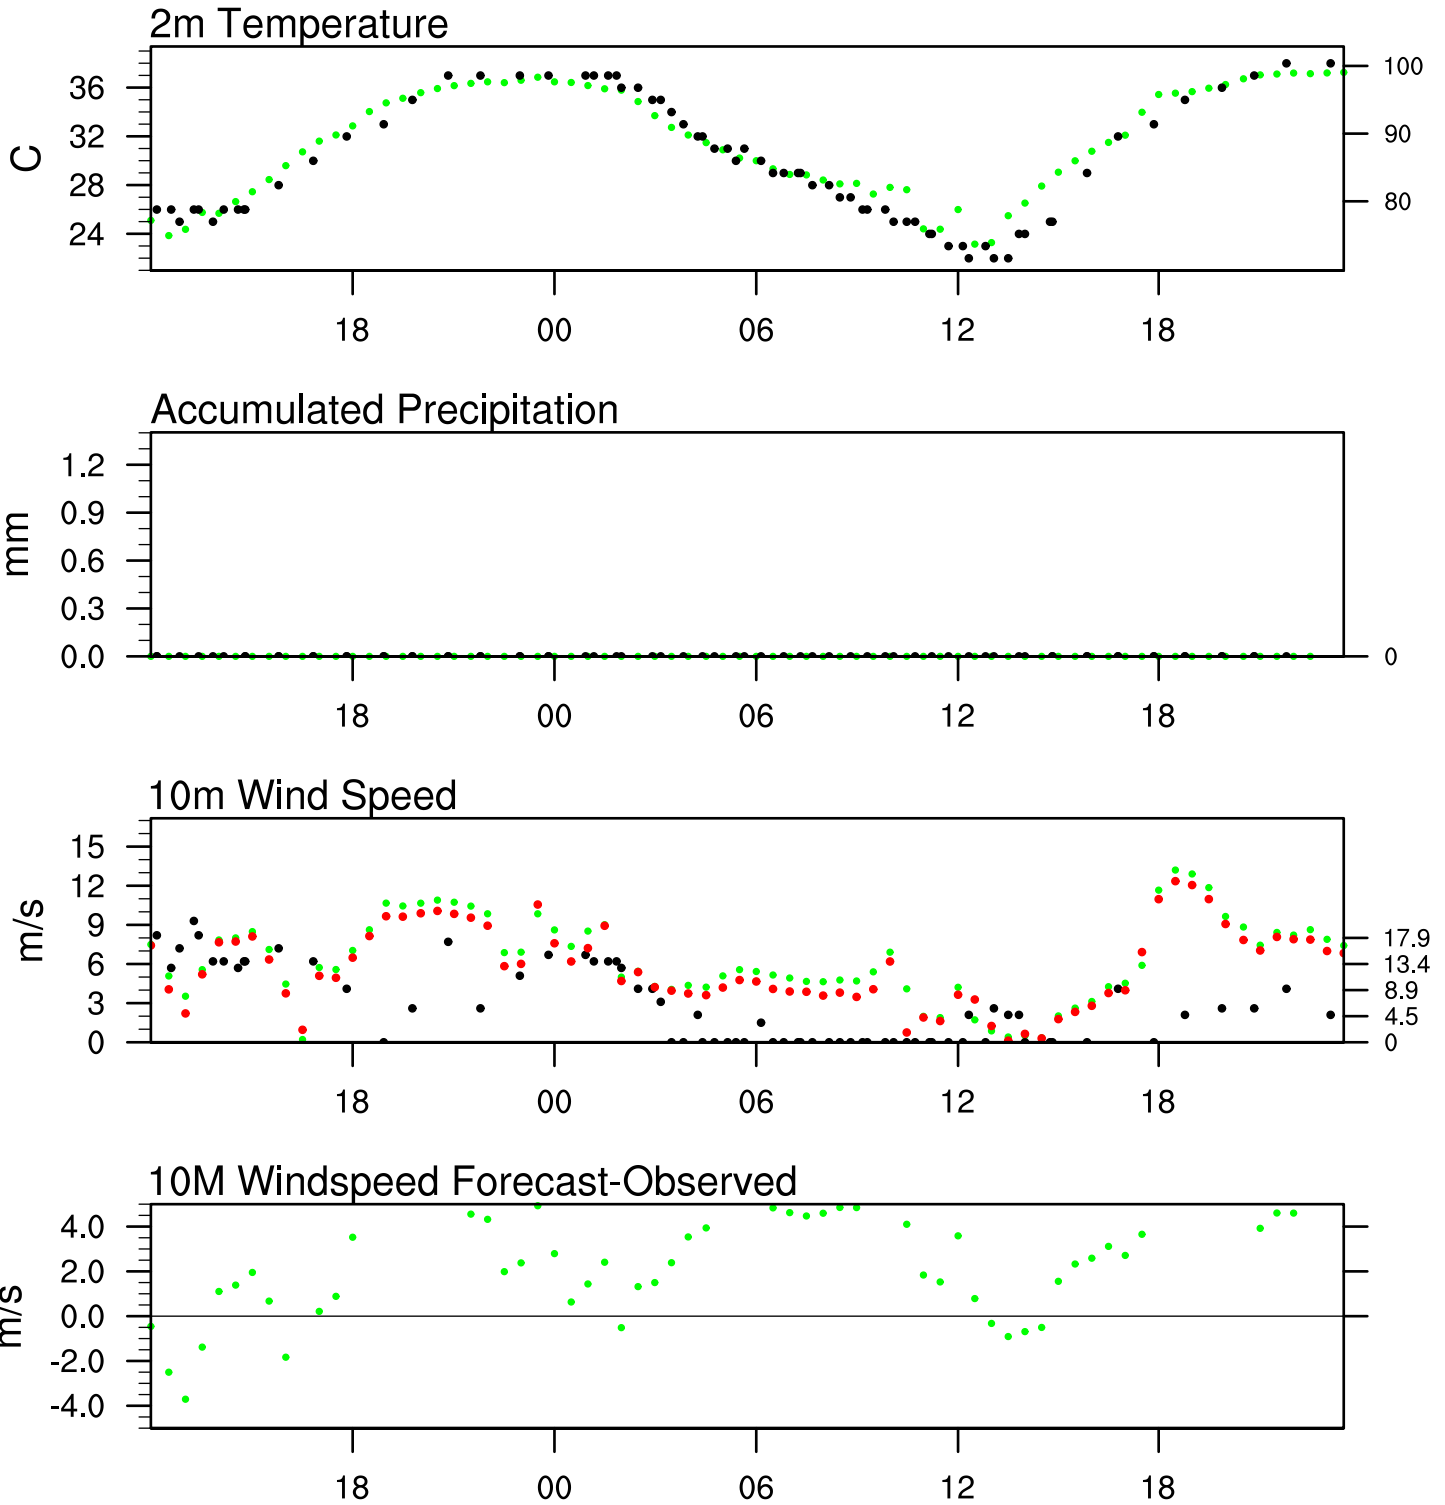 2m Temperature
C
36
32
28
24
100
90
80
18 00 06 12 18
Accumulated Precipitation
mm
1.2
0.9
0.6
0.3
0.0
0
18 00 06 12 18
10m Wind Speed
m/s
15
12
9
6
3
0
17.9
13.4
8.9
4.5
0
18 00 06 12 18
10M Windspeed Forecast-Observed
m/s
4.0
2.0
0.0
-2.0
-4.0
18 00 06 12 18